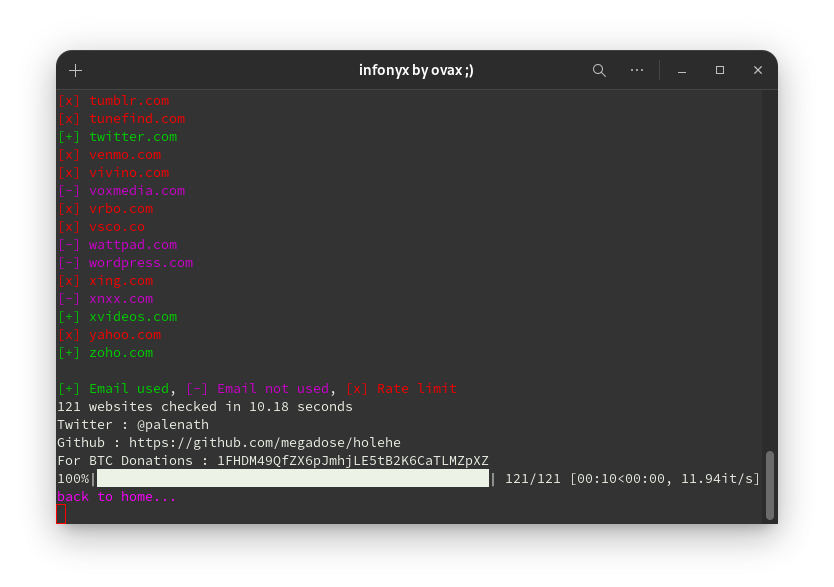 infonyx by ovax ;)
[x] tumblr.com
[x] tunefind.com
[+] twitter.com
[x] venmo.com
[x] vivino.com
[-] voxmedia.com
[x] vrbo.com
[x] vsco.co
[-] wattpad.com
[-] wordpress.com
[x] xing.com
[-] xnxx.com
[+] xvideos.com
[x] yahoo.com
[+] zoho.com
[+] Email used, [-] Email not used, [x] Rate limit
121 websites checked in 10.18 seconds
Twitter : @palenath
Github : https://github.com/megadose/holehe
For BTC Donations : 1FHDM49QfZX6pJmhjLE5tB2K6CaTLMZpXZ
100%| | 121/121 [00:10<00:00, 11.94it/s]
back to home...